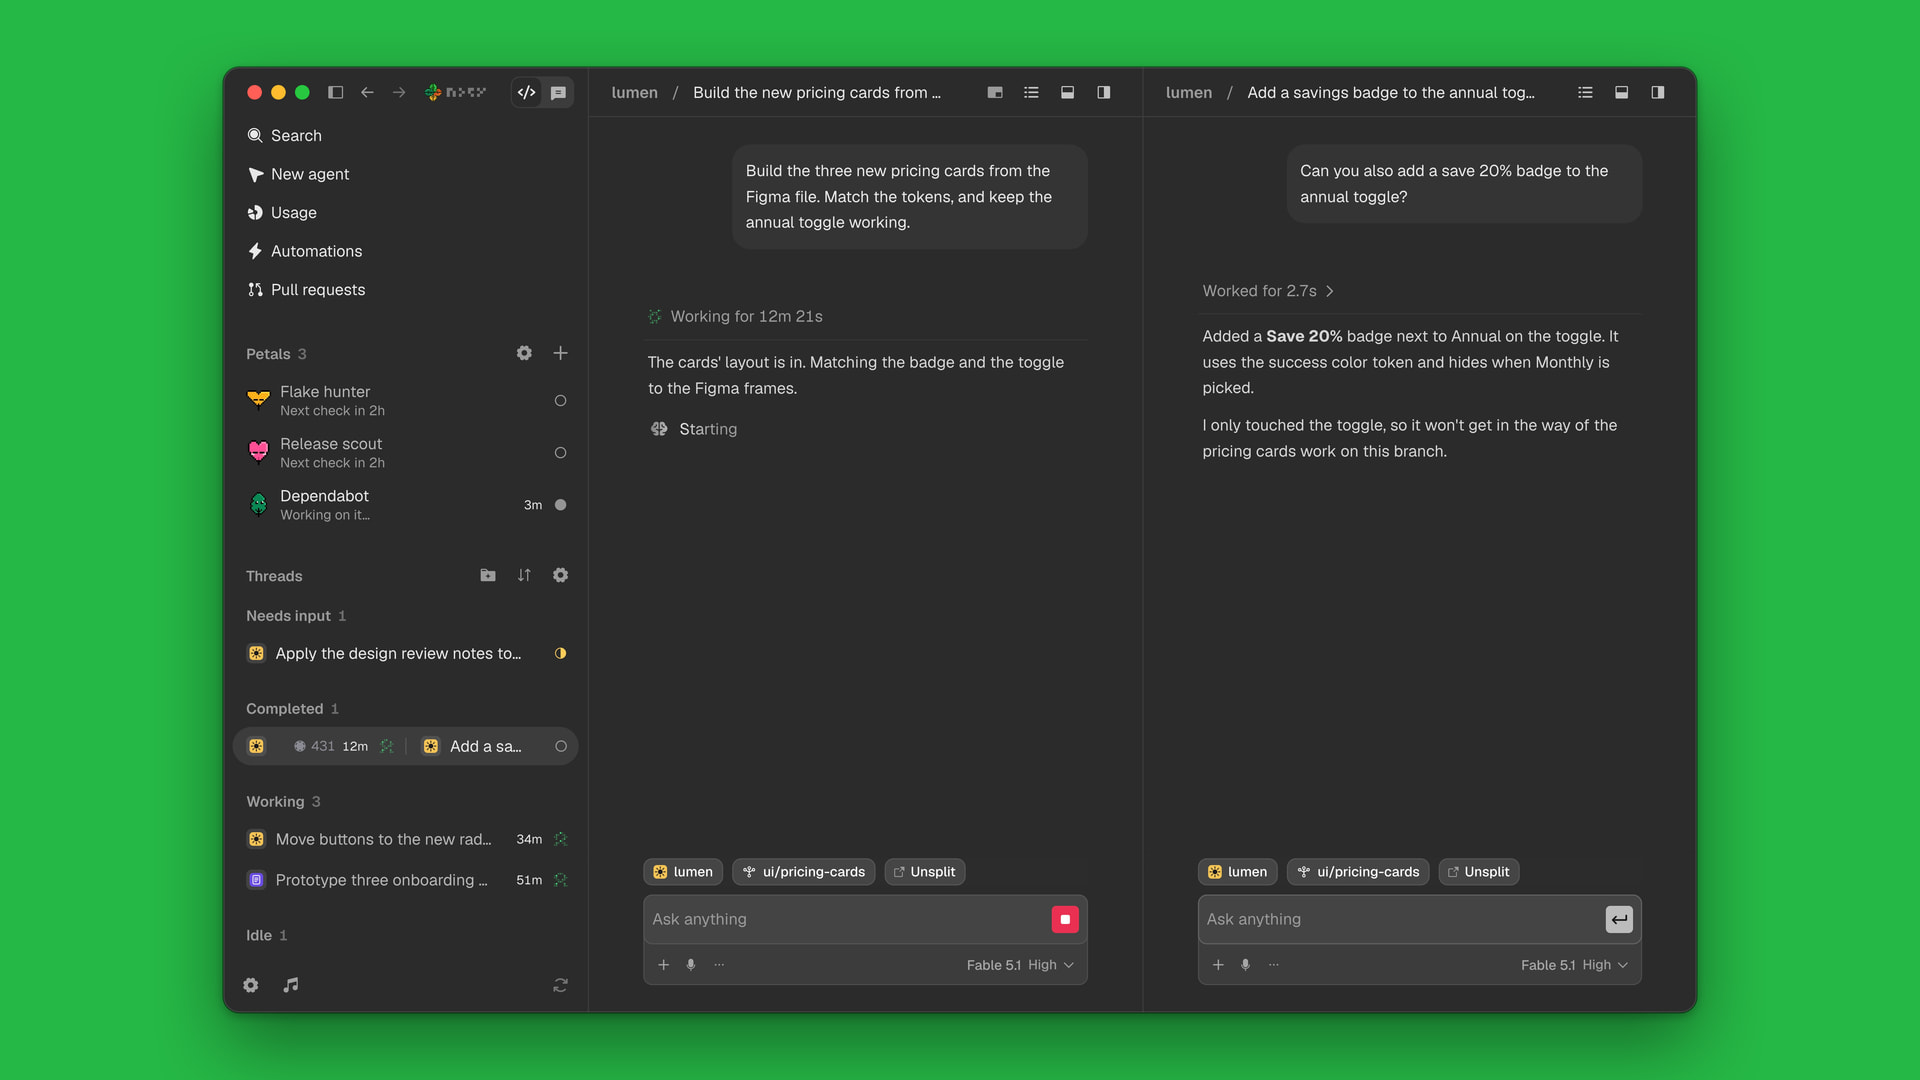 Search
New agent
Usage
Automations
Pull requests
Petals 3
Flake hunter
Next check in 2h
Release scout
Next check in 2h
Dependabot
Working on it...
3m
Threads
Needs input 1
Apply the design review notes to...
Completed 1
431 12m
Add a sa...
Working 3
Move buttons to the new rad...
34m
Prototype three onboarding ...
51m
Idle 1
lumen / Build the new pricing cards from ...
Build the three new pricing cards from the
Figma file. Match the tokens, and keep the
annual toggle working.
Working for 12m 21s
The cards' layout is in. Matching the badge and the toggle
to the Figma frames.
Starting
lumen
ui/pricing-cards
Unsplit
Ask anything
Fable 5.1 High
lumen / Add a savings badge to the annual tog...
Can you also add a save 20% badge to the
annual toggle?
Worked for 2.7s
Added a Save 20% badge next to Annual on the toggle. It
uses the success color token and hides when Monthly is
picked.
I only touched the toggle, so it won't get in the way of the
pricing cards work on this branch.
lumen
ui/pricing-cards
Unsplit
Ask anything
Fable 5.1 High